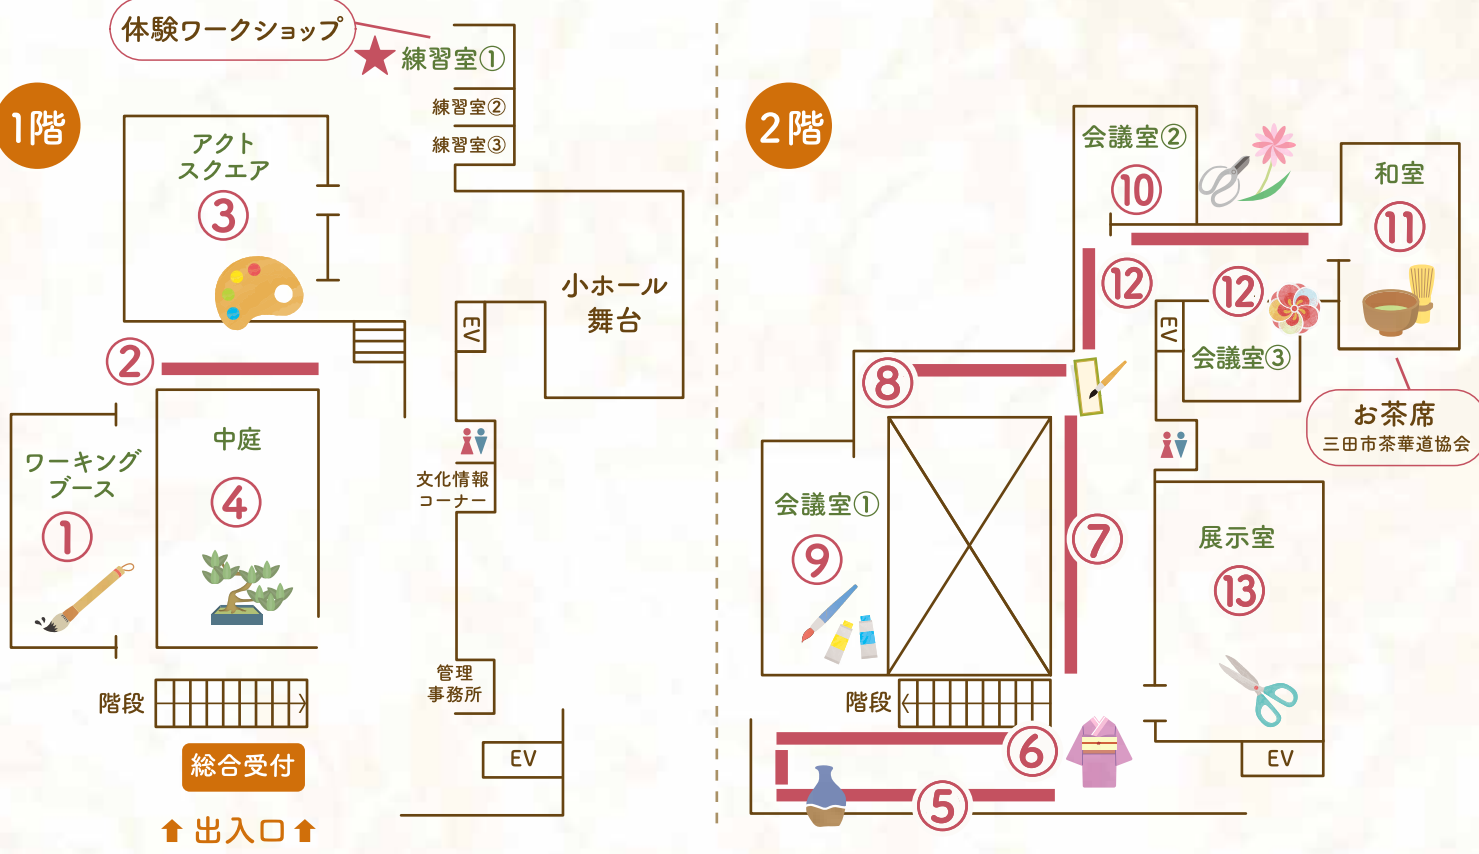 体験ワークショップ
★練習室①
練習室②
練習室③
1階
アクト
スクエア
③
小ホール
舞台
EV
②
中庭
④
ワーキング
ブース
①
文化情報
コーナー
管理
事務所
階段
総合受付
EV
出入口
2階
会議室②
⑩
和室
⑪
⑫
⑫
EV
会議室③
お茶席
三田市茶華道協会
⑧
⑦
会議室①
⑨
展示室
⑬
階段
⑥
EV
⑤